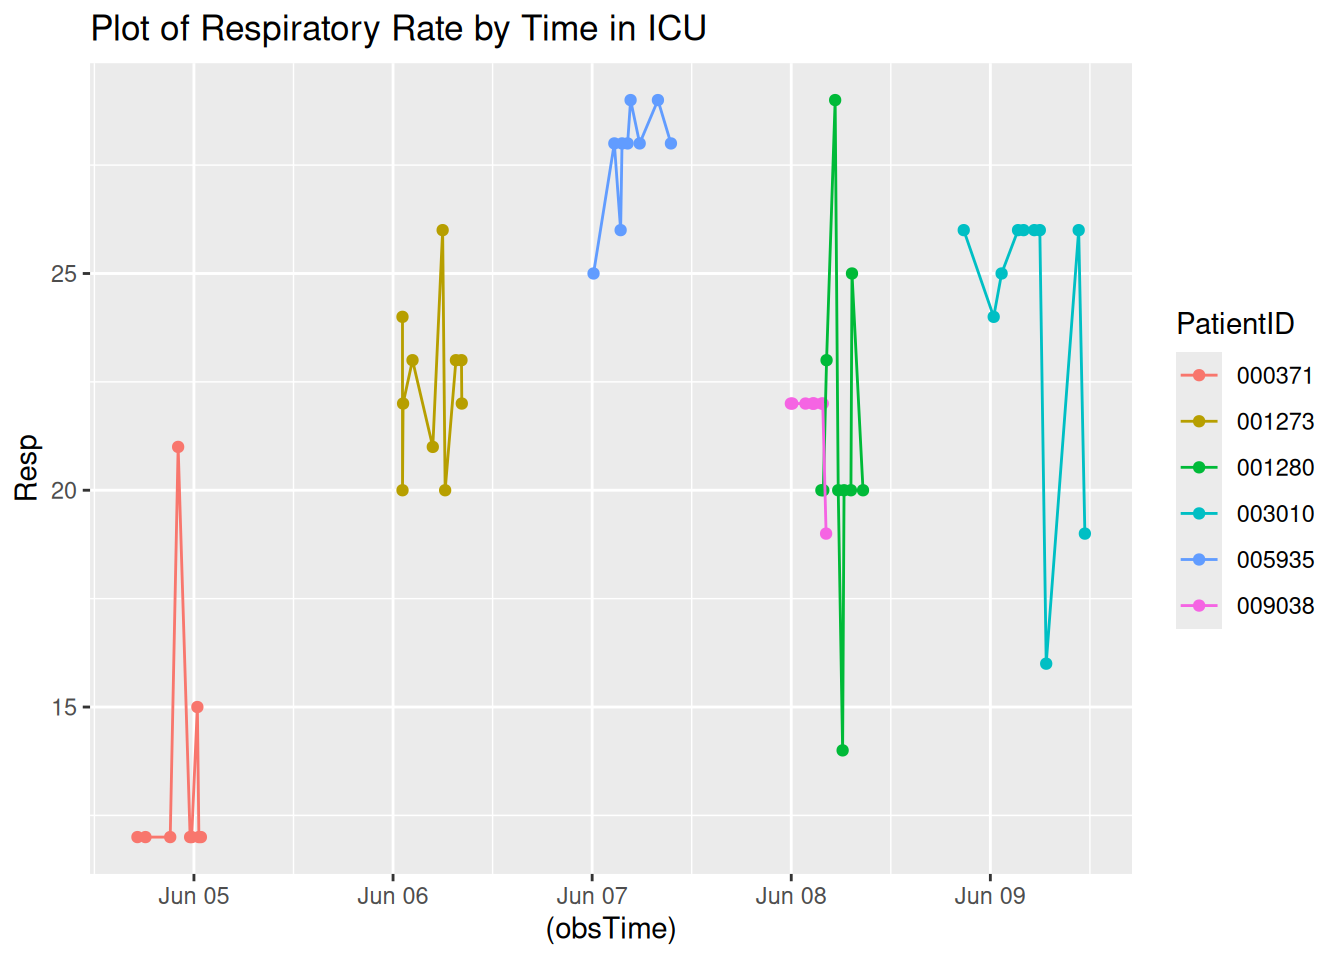 Plot of Respiratory Rate by Time in ICU
Resp
25
20
15
Jun 05 Jun 06 Jun 07 Jun 08 Jun 09
(obsTime)
PatientID
000371
001273
001280
003010
005935
009038